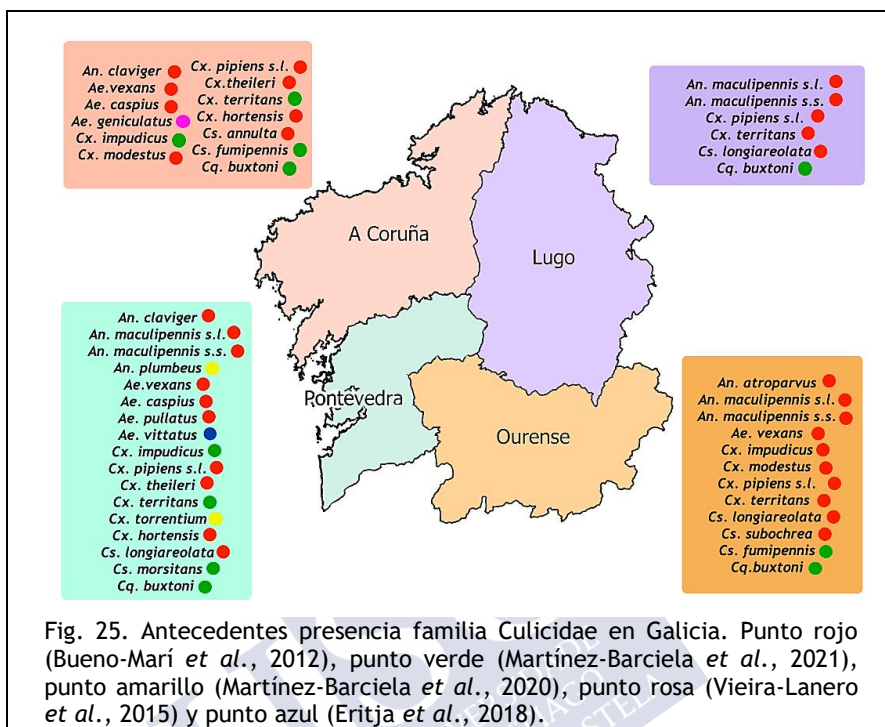 An. claviger
Ae.vexans
Ae. caspius
Ae. geniculatus
Cx. impudicus
Cx. modestus
Cx. pipiens s.l.
Cx.theileri
Cx. territans
Cx. hortensis
Cs. annulta
Cs. fumipennis
Cq. buxtoni
An. maculipennis s.l.
An. maculipennis s.s.
Cx. pipiens s.l.
Cx. territans
Cs. longiareolata
Cq. buxtoni
A Coruña
Lugo
Pontevedra
Ourense
An. claviger
An. maculipennis s.l.
An. maculipennis s.s.
An. plumbeus
Ae.vexans
Ae. caspius
Ae. pullatus
Ae. vittatus
Cx. impudicus
Cx. pipiens s.l.
Cx. theileri
Cx. territans
Cx. torrentium
Cx. hortensis
Cs. longiareolata
Cs. morsitans
Cq. buxtoni
An. atroparvus
An. maculipennis s.l.
An. maculipennis s.s.
Ae. vexans
Cx. impudicus
Cx. modestus
Cx. pipiens s.l.
Cx. territans
Cs. longiareolata
Cs. subochrea
Cs. fumipennis
Cq.buxtoni
Fig. 25. Antecedentes presencia familia Culicidae en Galicia. Punto rojo
(Bueno-Marí et al., 2012), punto verde (Martínez-Barciela et al., 2021),
punto amarillo (Martínez-Barciela et al., 2020), punto rosa (Vieira-Lanero
et al., 2015) y punto azul (Eritja et al., 2018).